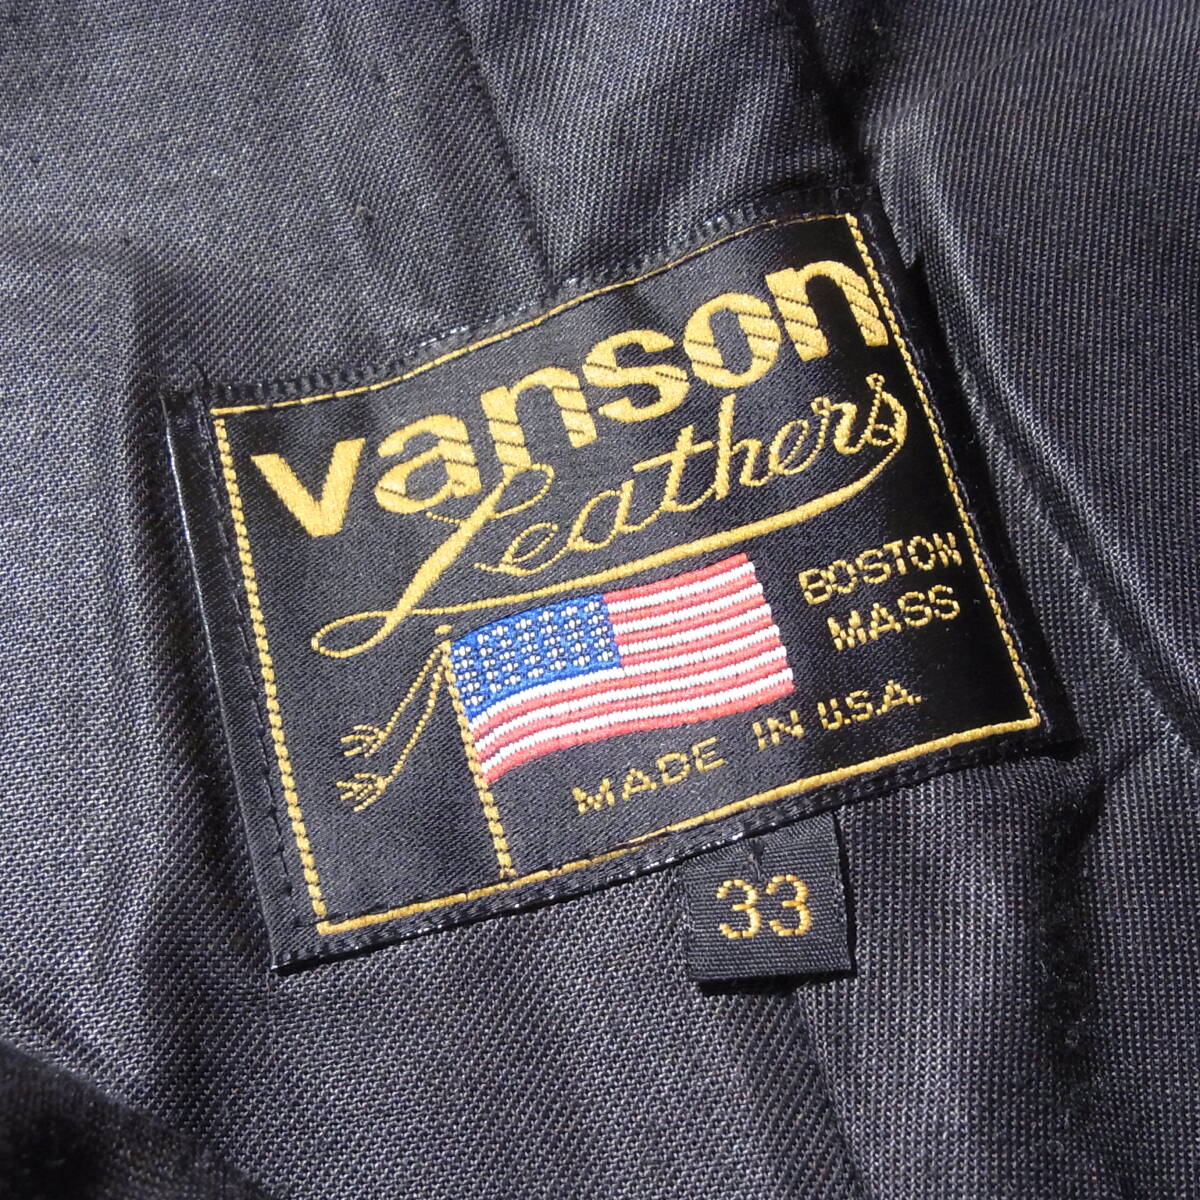 vanson
Leathers
BOSTON
MASS
MADE IN U.S.A.
33